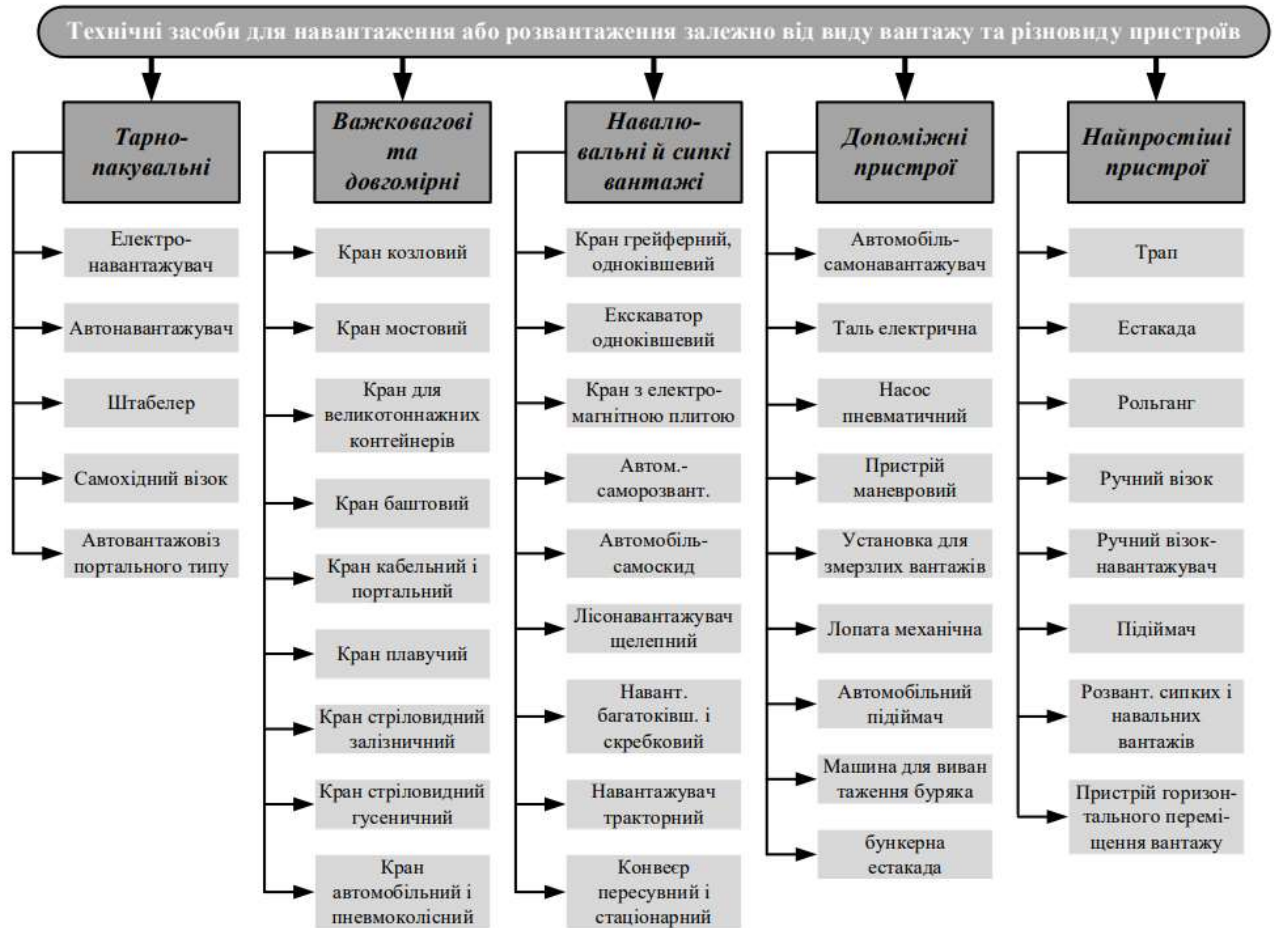 Технічні засоби для навантаження або розвантаження залежно від виду вантажу та різновиду пристроїв
Тарно-
пакувальні
Електро-
навантажувач
Автонавантажувач
Штабелер
Самохідний візок
Автовантажовіз
портального типу
Важковагові
та
довгомірні
Кран козловий
Кран мостовий
Кран для
великотоннажних
контейнерів
Кран баштовий
Кран кабельний і
портальний
Кран плавучий
Кран стріловидний
залізничний
Кран стріловидний
гусеничний
Кран
автомобільний і
пневмоколісний
Навалю-
вальні й сипкі
вантажі
Кран грейферний,
одноківшевий
Екскаватор
одноківшевий
Кран з електро-
магнітною плитою
Автом.-
саморозвант.
Автомобіль-
самоскид
Лісонавантажувач
щелепний
Навант.
багатоківш. і
скребковий
Навантажувач
тракторний
Конвеєр
пересувний і
стаціонарний
Допоміжні
пристрої
Автомобіль-
самонавантажувач
Таль електрична
Насос
пневматичний
Пристрій
маневровий
Установка для
змерзлих вантажів
Лопата механічна
Автомобільний
підіймач
Машина для виван
таження буряка
бункерна
естакада
Найпростіші
пристрої
Трап
Естакада
Рольганг
Ручний візок
Ручний візок-
навантажувач
Підіймач
Розвант. сипких і
навальних
вантажів
Пристрій горизон-
тального перемі-
щення вантажу